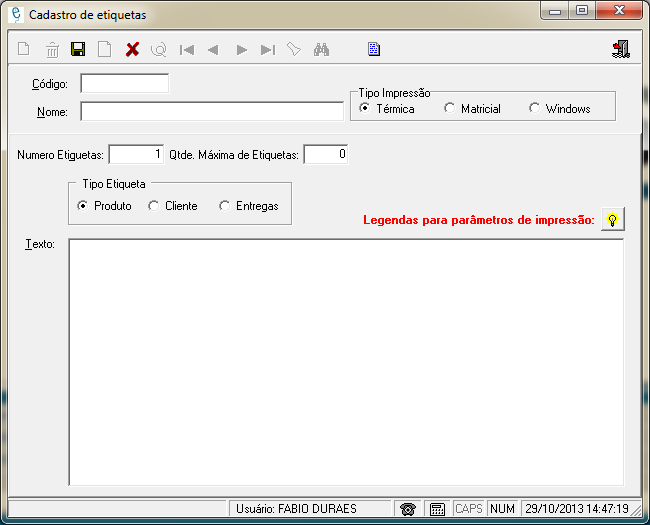 Cadastro de etiquetas
Código:
Tipo Impressão
Nome:
Térmica Matricial Windows
Numero Etiguetas: 1 Qtde. Máxima de Etiquetas: 0
Tipo Etiqueta
Produto Cliente Entregas
Legendas para parâmetros de impressão:
Texto:
Usuário: FABIO DURAES CAPS NUM 29/10/2013 14:47:19